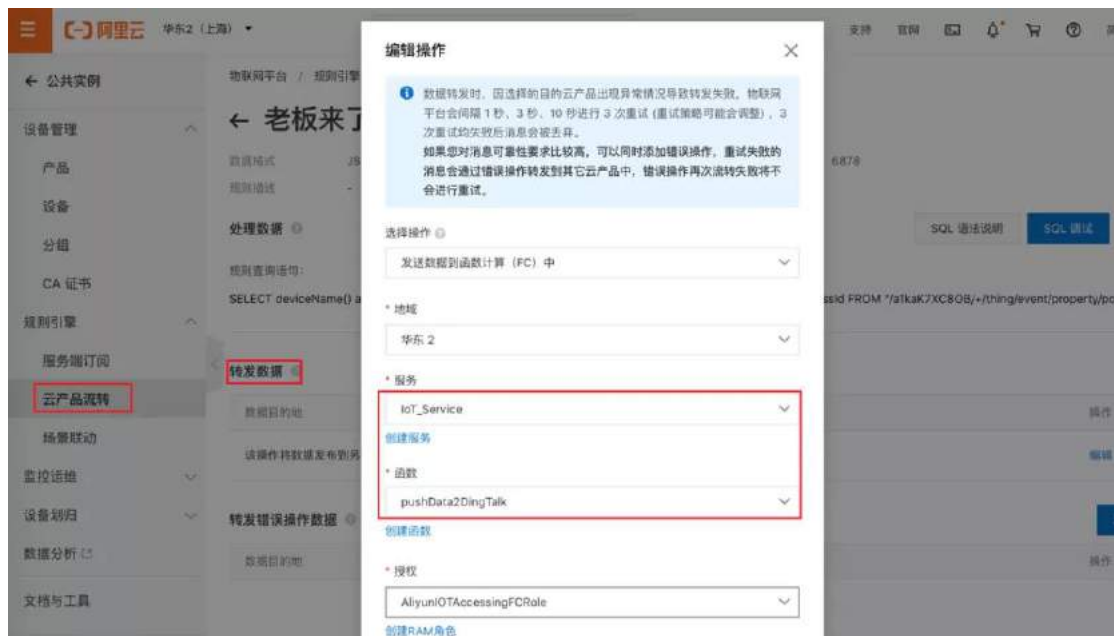 (-) 阿里云 华东2（上海）
支持 官网
← 公共实例
设备管理
产品
设备
分组
CA 证书
规则引擎
服务端订阅
云产品流转
场景联动
监控运维
设备划归
数据分析
文档与工具
物联网平台 / 规则引擎
← 老板来了
数据格式 JS
6878
规则描述 -
处理数据
SQL 语法说明
SQL 调试
规则查询语句：
SELECT deviceName() a
ssid FROM "/a1kaK7XC8OB/+/thing/event/property/po
转发数据
数据目的地
操作
该操作将数据发布到另
编辑
转发错误操作数据
数据目的地
操作
编辑操作
数据转发时，因选择的目的云产品出现异常情况导致转发失败，物联网
平台会间隔 1 秒、3 秒、10 秒进行 3 次重试 (重试策略可能会调整) ，3
次重试均失败后消息会被丢弃。
如果您对消息可靠性要求比较高，可以同时添加错误操作，重试失败的
消息会通过错误操作转发到其它云产品中，错误操作再次流转失败将不
会进行重试。
选择操作
发送数据到函数计算（FC）中
* 地域
华东 2
* 服务
IoT_Service
创建服务
* 函数
pushData2DingTalk
创建函数
* 授权
AliyunIOTAccessingFCRole
创建RAM角色